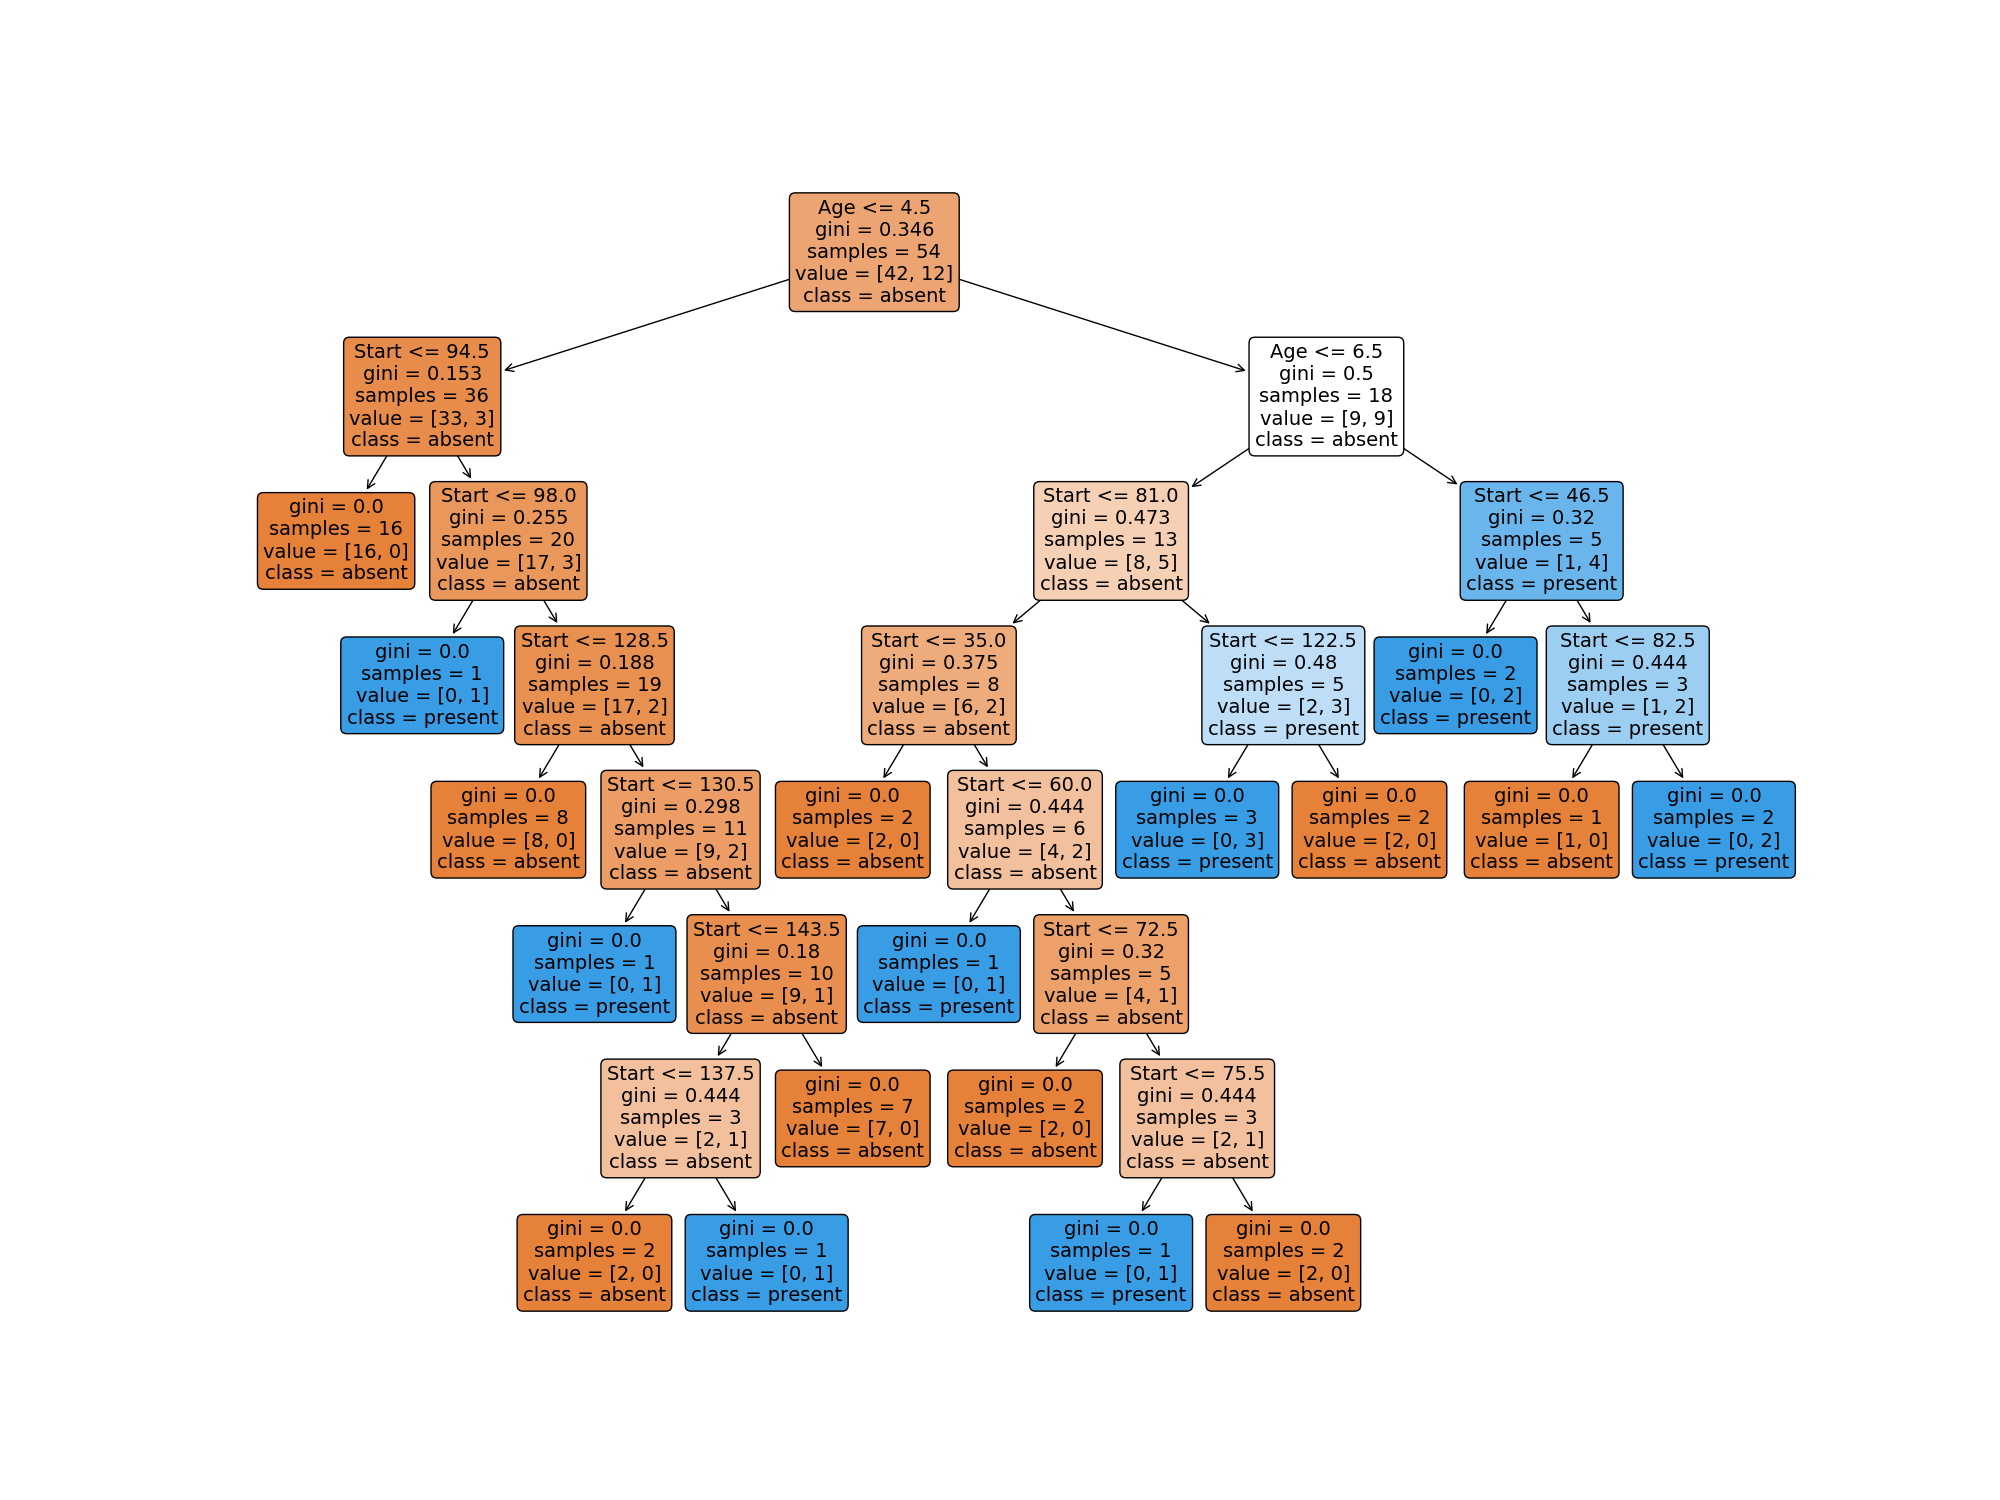 Age <= 4.5
gini = 0.346
samples = 54
value = [42, 12]
class = absent
Start <= 94.5
gini = 0.153
samples = 36
value = [33, 3]
class = absent
Age <= 6.5
gini = 0.5
samples = 18
value = [9, 9]
class = absent
gini = 0.0
samples = 16
value = [16, 0]
class = absent
Start <= 98.0
gini = 0.255
samples = 20
value = [17, 3]
class = absent
Start <= 81.0
gini = 0.473
samples = 13
value = [8, 5]
class = absent
Start <= 46.5
gini = 0.32
samples = 5
value = [1, 4]
class = present
gini = 0.0
samples = 1
value = [0, 1]
class = present
Start <= 128.5
gini = 0.188
samples = 19
value = [17, 2]
class = absent
Start <= 35.0
gini = 0.375
samples = 8
value = [6, 2]
class = absent
Start <= 122.5
gini = 0.48
samples = 5
value = [2, 3]
class = present
gini = 0.0
samples = 2
value = [0, 2]
class = present
Start <= 82.5
gini = 0.444
samples = 3
value = [1, 2]
class = present
gini = 0.0
samples = 8
value = [8, 0]
class = absent
Start <= 130.5
gini = 0.298
samples = 11
value = [9, 2]
class = absent
gini = 0.0
samples = 2
value = [2, 0]
class = absent
Start <= 60.0
gini = 0.444
samples = 6
value = [4, 2]
class = absent
gini = 0.0
samples = 3
value = [0, 3]
class = present
gini = 0.0
samples = 2
value = [2, 0]
class = absent
gini = 0.0
samples = 1
value = [1, 0]
class = absent
gini = 0.0
samples = 2
value = [0, 2]
class = present
gini = 0.0
samples = 1
value = [0, 1]
class = present
Start <= 143.5
gini = 0.18
samples = 10
value = [9, 1]
class = absent
gini = 0.0
samples = 1
value = [0, 1]
class = present
Start <= 72.5
gini = 0.32
samples = 5
value = [4, 1]
class = absent
Start <= 137.5
gini = 0.444
samples = 3
value = [2, 1]
class = absent
gini = 0.0
samples = 7
value = [7, 0]
class = absent
gini = 0.0
samples = 2
value = [2, 0]
class = absent
Start <= 75.5
gini = 0.444
samples = 3
value = [2, 1]
class = absent
gini = 0.0
samples = 2
value = [2, 0]
class = absent
gini = 0.0
samples = 1
value = [0, 1]
class = present
gini = 0.0
samples = 1
value = [0, 1]
class = present
gini = 0.0
samples = 2
value = [2, 0]
class = absent